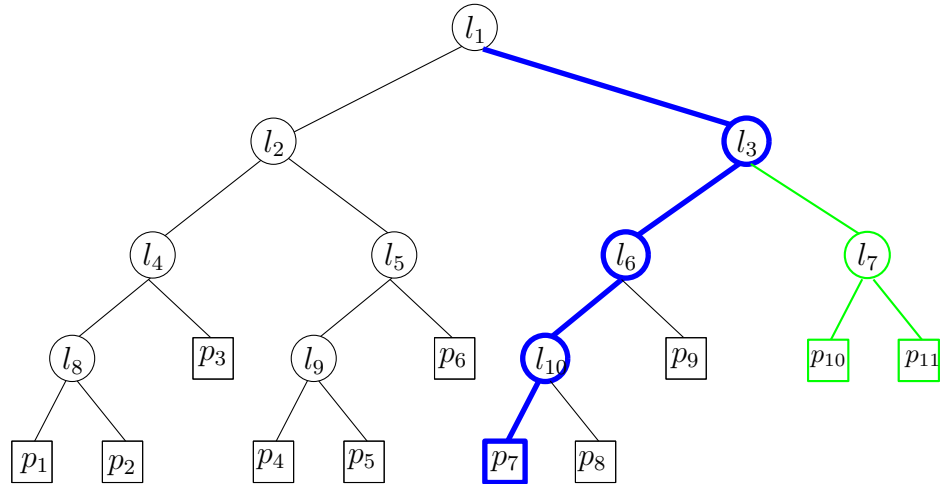 l₁
l₂ l₃
l₄ l₅ l₆ l₇
l₈ p₃ l₉ p₆ l₁₀ p₉ p₁₀ p₁₁
p₁ p₂ p₄ p₅ p₇ p₈